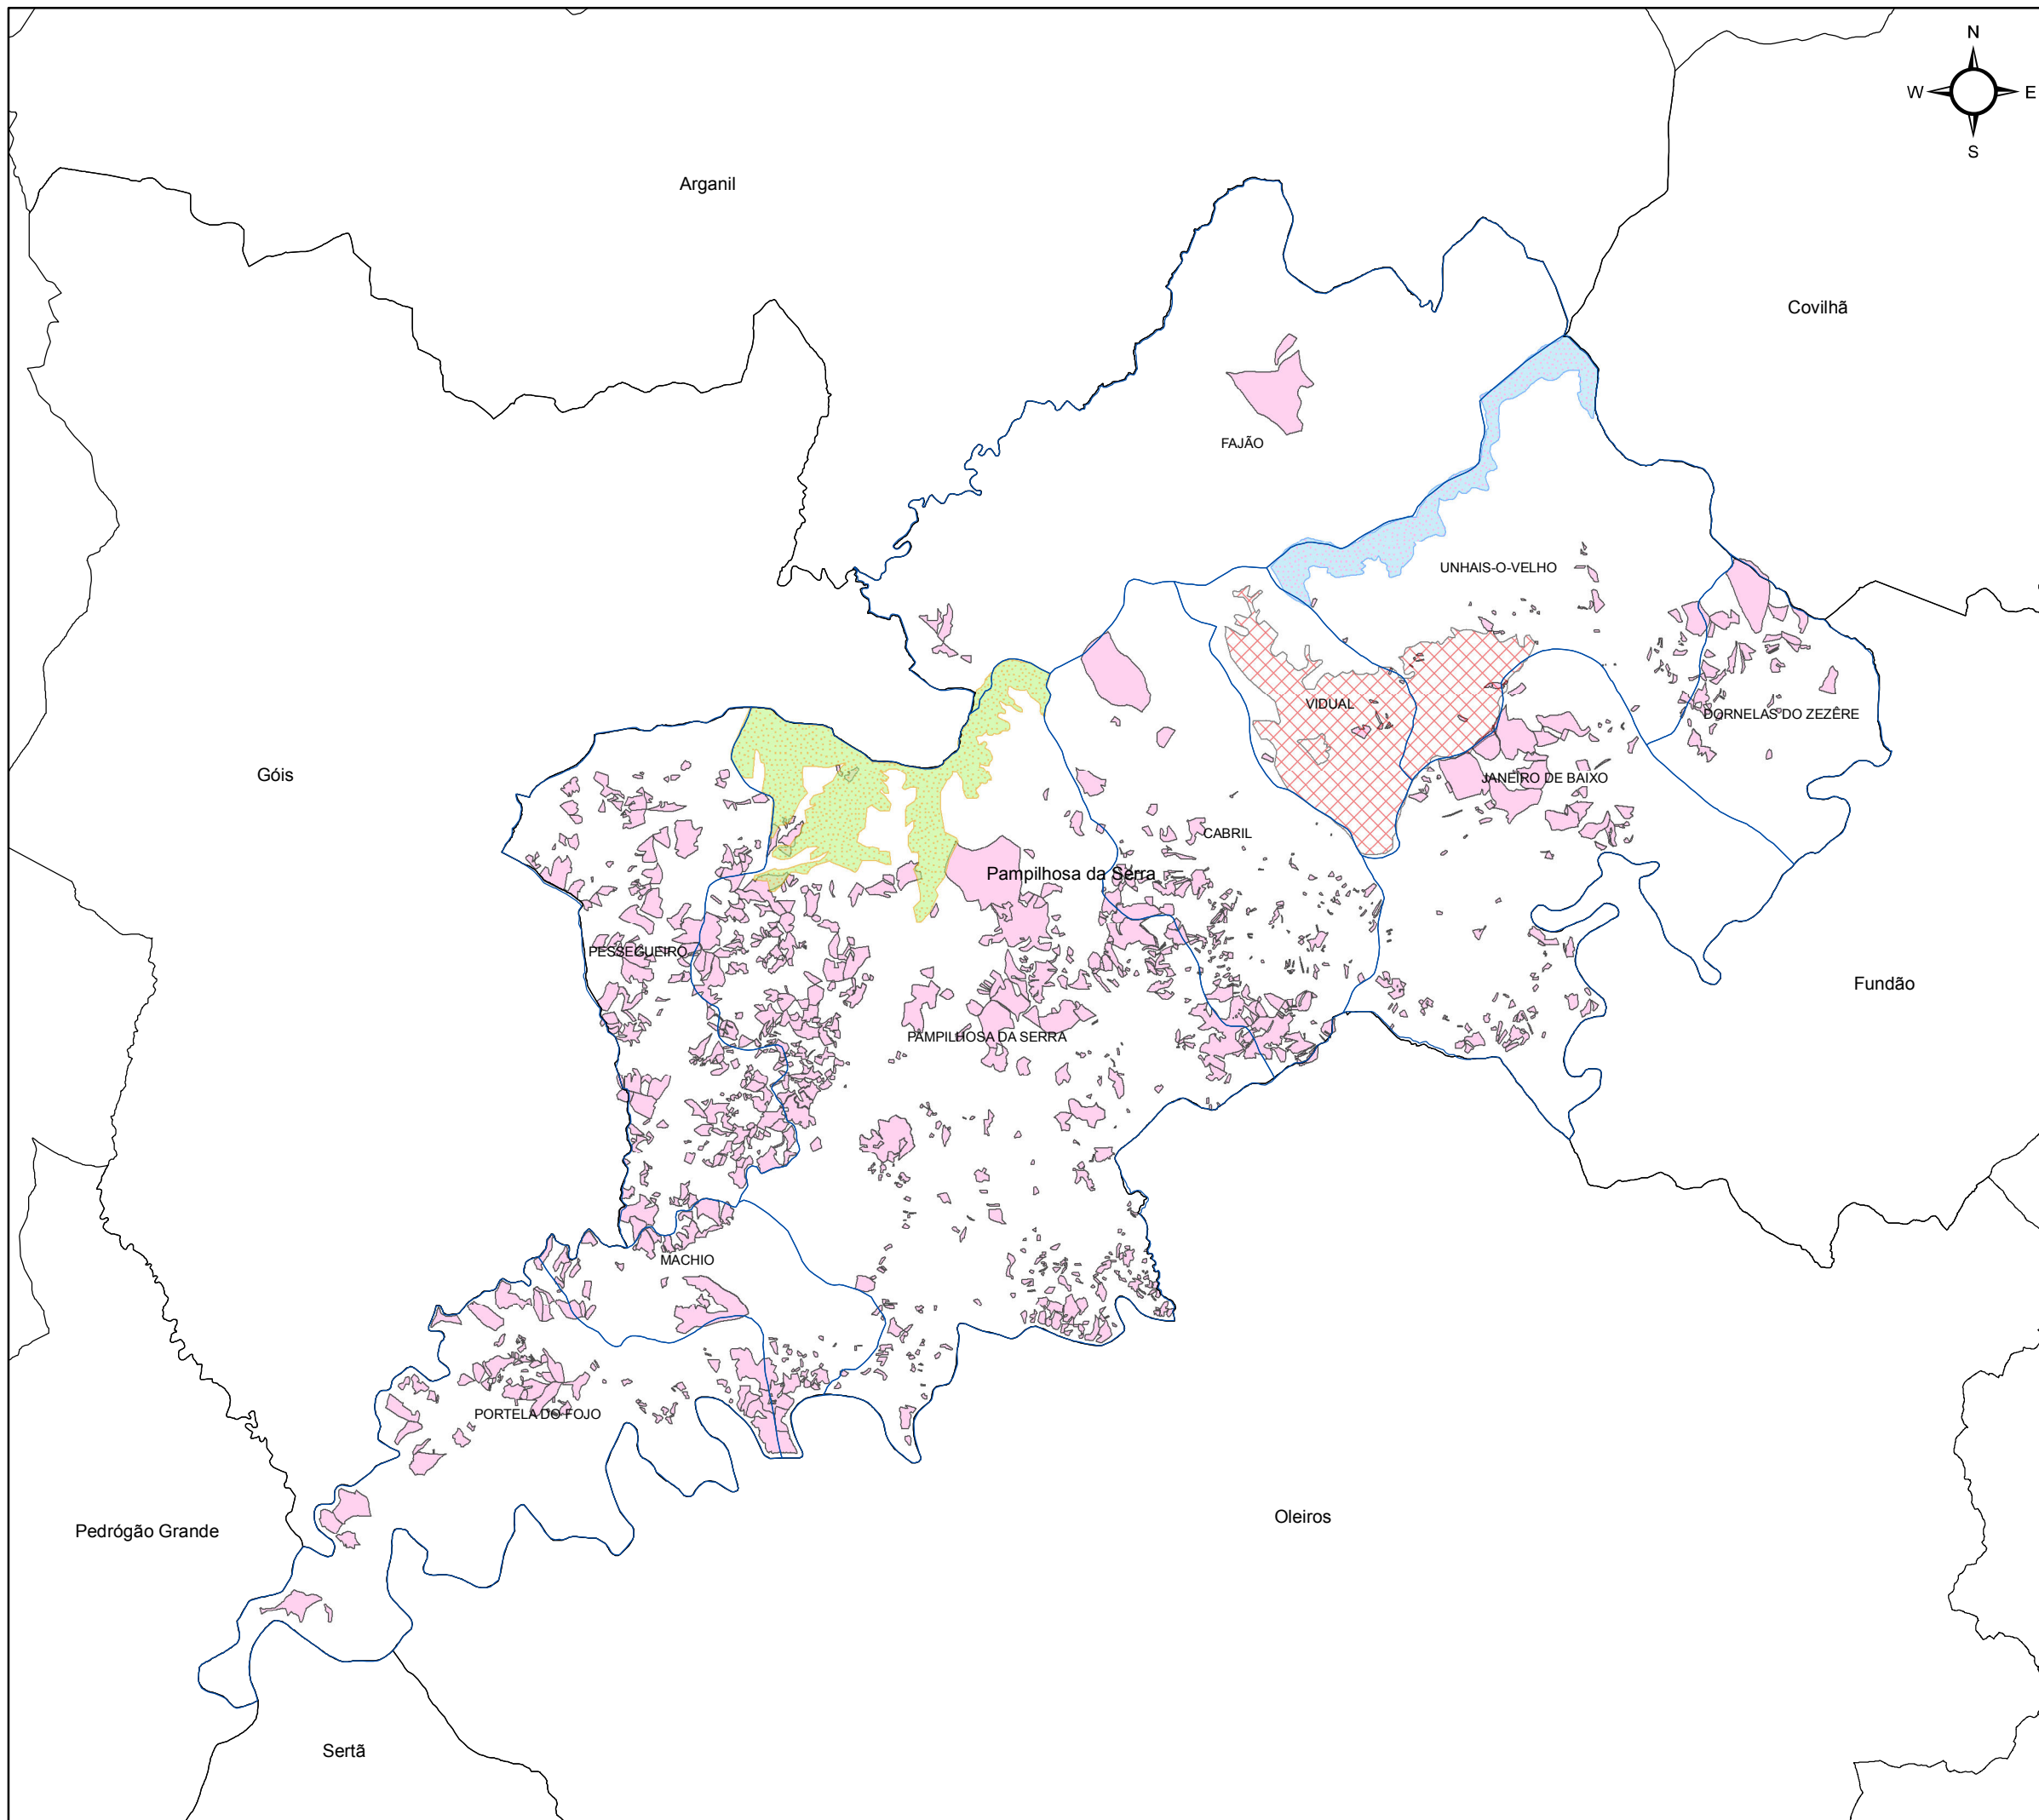 N
W E
S
Arganil
Covilhã
FAJÃO
UNHAIS-O-VELHO
VIDUAL
DORNELAS DO ZEZÊRE
Góis
JANEIRO DE BAIXO
CABRIL
Pampilhosa da Serra
PESSEGUEIRO
Fundão
PAMPILHOSA DA SERRA
MACHIO
PORTELA DO FOJO
Oleiros
Pedrógão Grande
Sertã